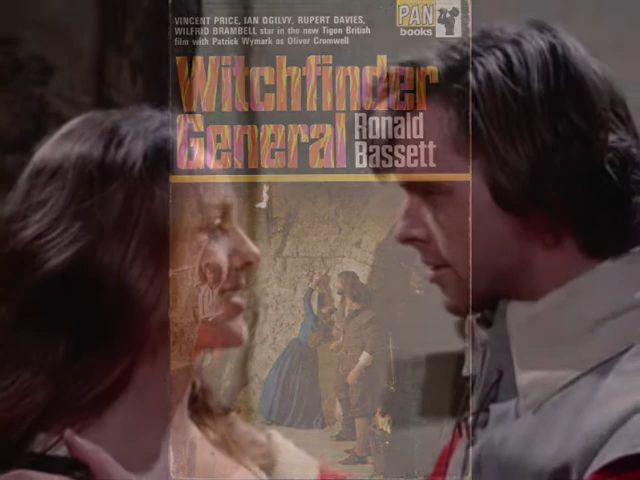 VINCENT PRICE, IAN OGILVY, RUPERT DAVIES,
WILFRID BRAMBELL star in the new Tigon British
film with Patrick Wymark as Oliver Cromwell
PAN
books
Witchfinder
General
Ronald
Bassett